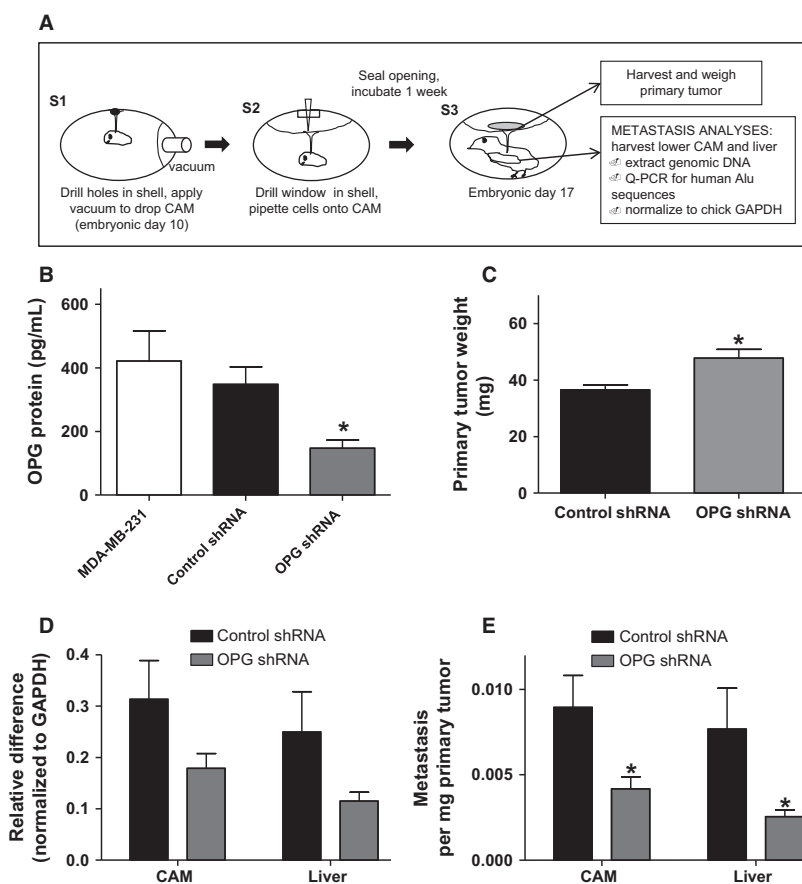 A
S1
vacuum
Drill holes in shell, apply
vacuum to drop CAM
(embryonic day 10)
S2
Drill window in shell,
pipette cells onto CAM
Seal opening,
incubate 1 week
S3
Embryonic day 17
Harvest and weigh
primary tumor
METASTASIS ANALYSES:
harvest lower CAM and liver
extract genomic DNA
Q-PCR for human Alu
sequences
normalize to chick GAPDH
B
OPG protein (pg/mL)
600
400
200
0
*
MDA-MB-231
Control shRNA
OPG shRNA
C
Primary tumor weight
(mg)
60
40
20
0
*
Control shRNA
OPG shRNA
D
Control shRNA
OPG shRNA
Relative difference
(normalized to GAPDH)
0.4
0.3
0.2
0.1
0.0
CAM
Liver
E
Control shRNA
OPG shRNA
Metastasis
per mg primary tumor
0.010
0.005
0.000
*
*
CAM
Liver